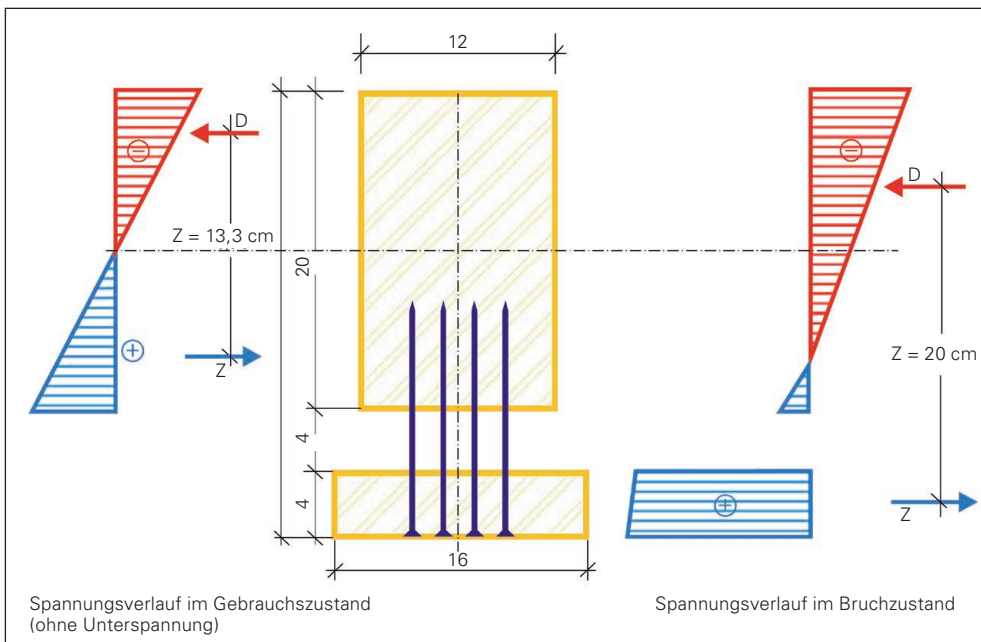 12
D
D
Z = 13,3 cm
20
Z = 20 cm
Z
4
4
Z
16
Spannungsverlauf im Gebrauchszustand
(ohne Unterspannung)
Spannungsverlauf im Bruchzustand